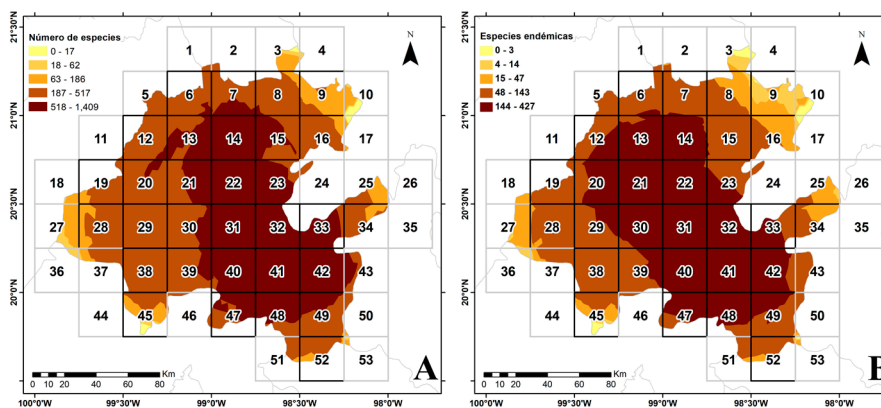 21°30'N
21°0'N
20°30'N
20°0'N
Número de especies
0 - 17
18 - 62
63 - 186
187 - 517
518 - 1,409
N
1 2 3 4
5 6 7 8 9 10
11 12 13 14 15 16 17
18 19 20 21 22 23 24 25 26
27 28 29 30 31 32 33 34 35
36 37 38 39 40 41 42 43
44 45 46 47 48 49 50
51 52 53
0 10 20 40 60 80 Km
A
100°0'W 99°30'W 99°0'W 98°30'W 98°0'W
21°30'N
21°0'N
20°30'N
20°0'N
Especies endémicas
0 - 3
4 - 14
15 - 47
48 - 143
144 - 427
N
1 2 3 4
5 6 7 8 9 10
11 12 13 14 15 16 17
18 19 20 21 22 23 24 25 26
27 28 29 30 31 32 33 34 35
36 37 38 39 40 41 42 43
44 45 46 47 48 49 50
51 52 53
0 10 20 40 60 80 Km
100°0'W 99°30'W 99°0'W 98°30'W 98°0'W